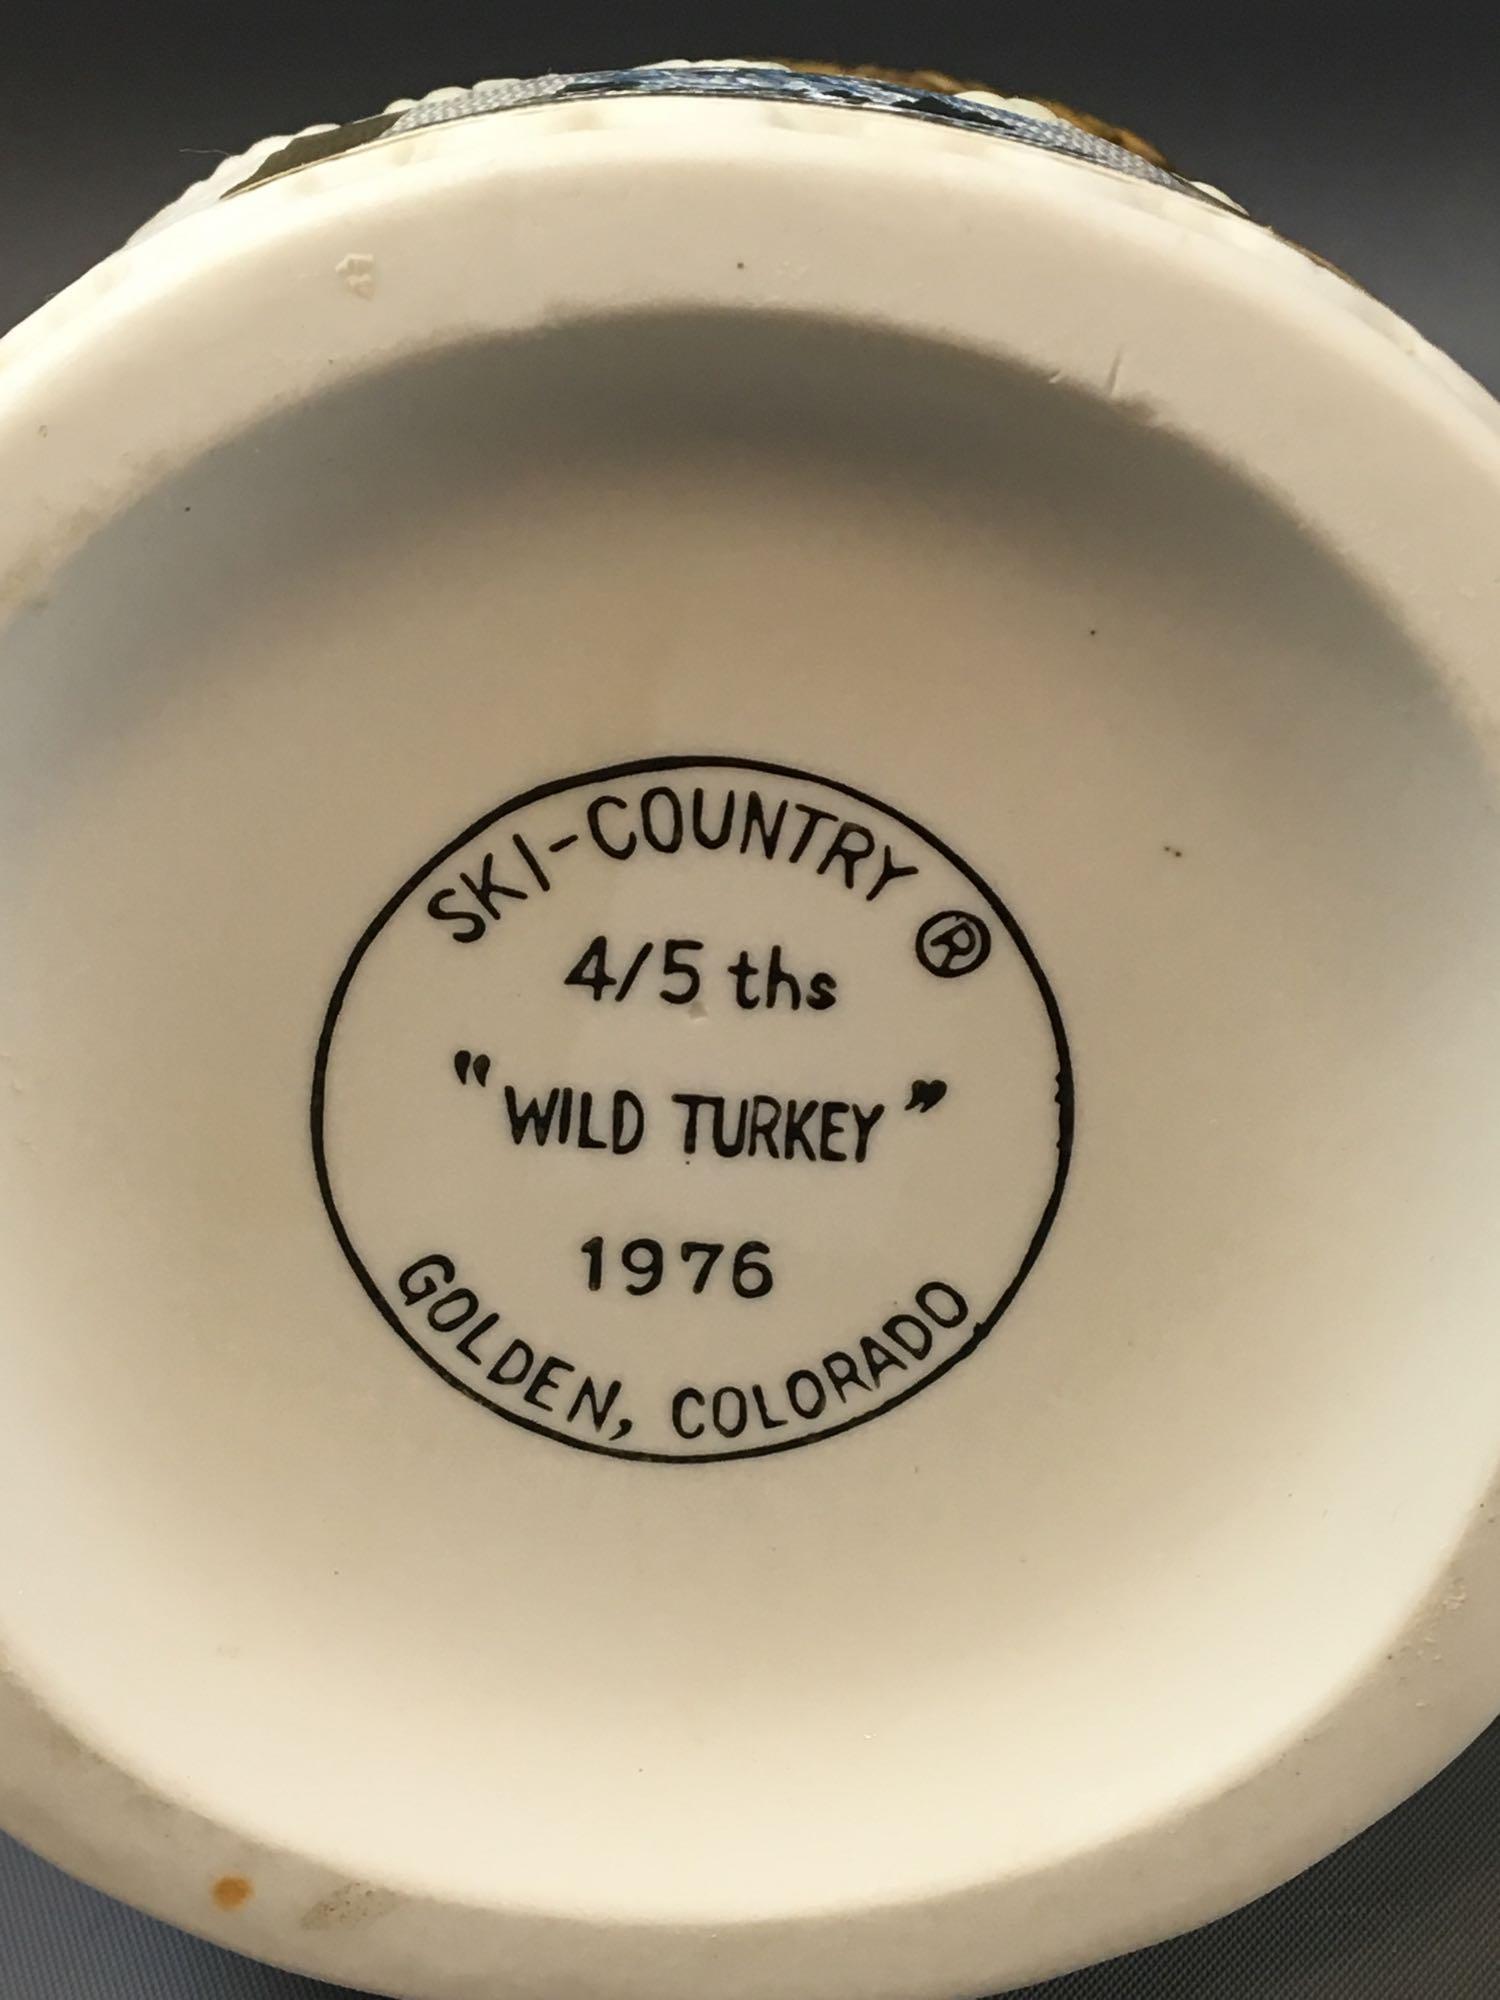 SKI-COUNTRY ®
4/5 ths
"WILD TURKEY"
1976
GOLDEN, COLORADO